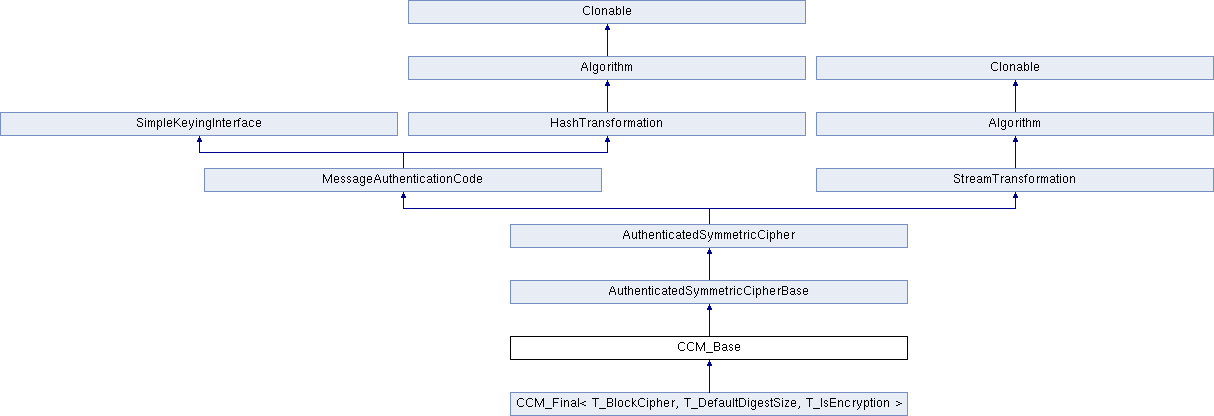 Clonable
Algorithm
Clonable
SimpleKeyingInterface
HashTransformation
Algorithm
MessageAuthenticationCode
StreamTransformation
AuthenticatedSymmetricCipher
AuthenticatedSymmetricCipherBase
CCM_Base
CCM_Final< T_BlockCipher, T_DefaultDigestSize, T_IsEncryption >